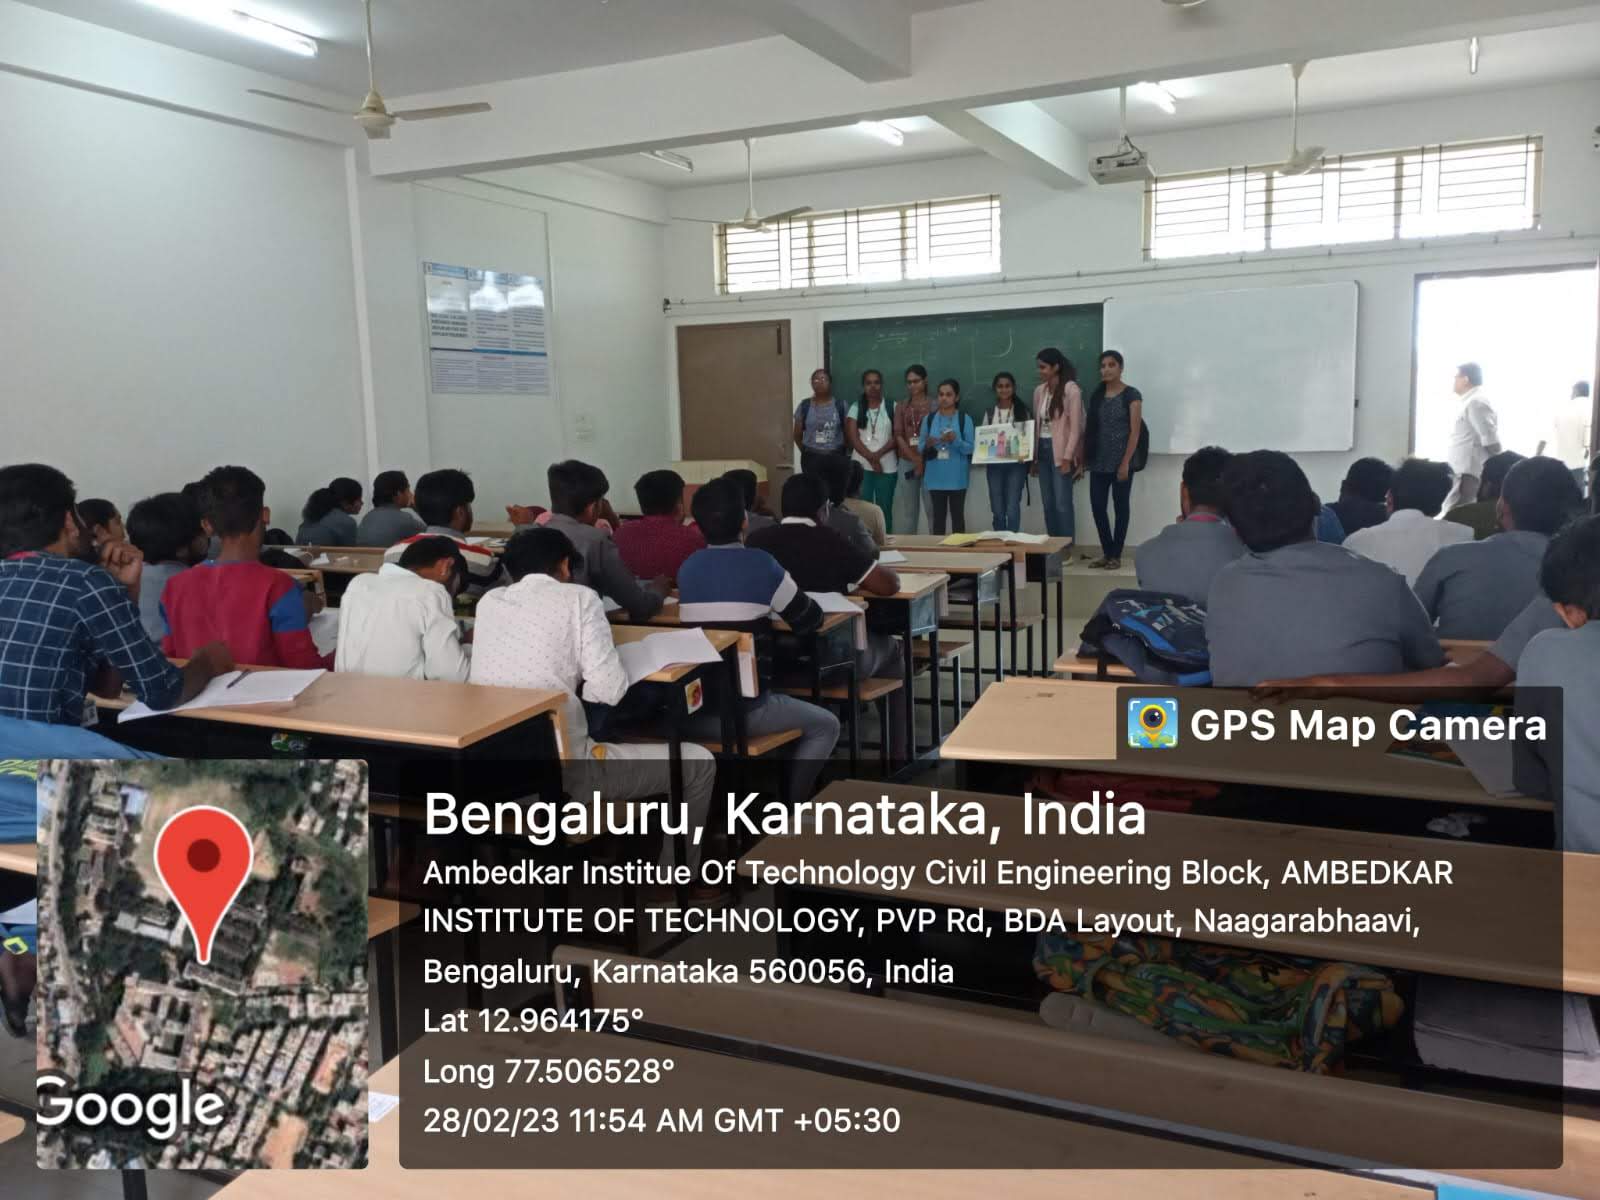 GPS Map Camera
Bengaluru, Karnataka, India
Ambedkar Institue Of Technology Civil Engineering Block, AMBEDKAR
INSTITUTE OF TECHNOLOGY, PVP Rd, BDA Layout, Naagarabhaavi,
Bengaluru, Karnataka 560056, India
Lat 12.964175°
Long 77.506528°
28/02/23 11:54 AM GMT +05:30
Google